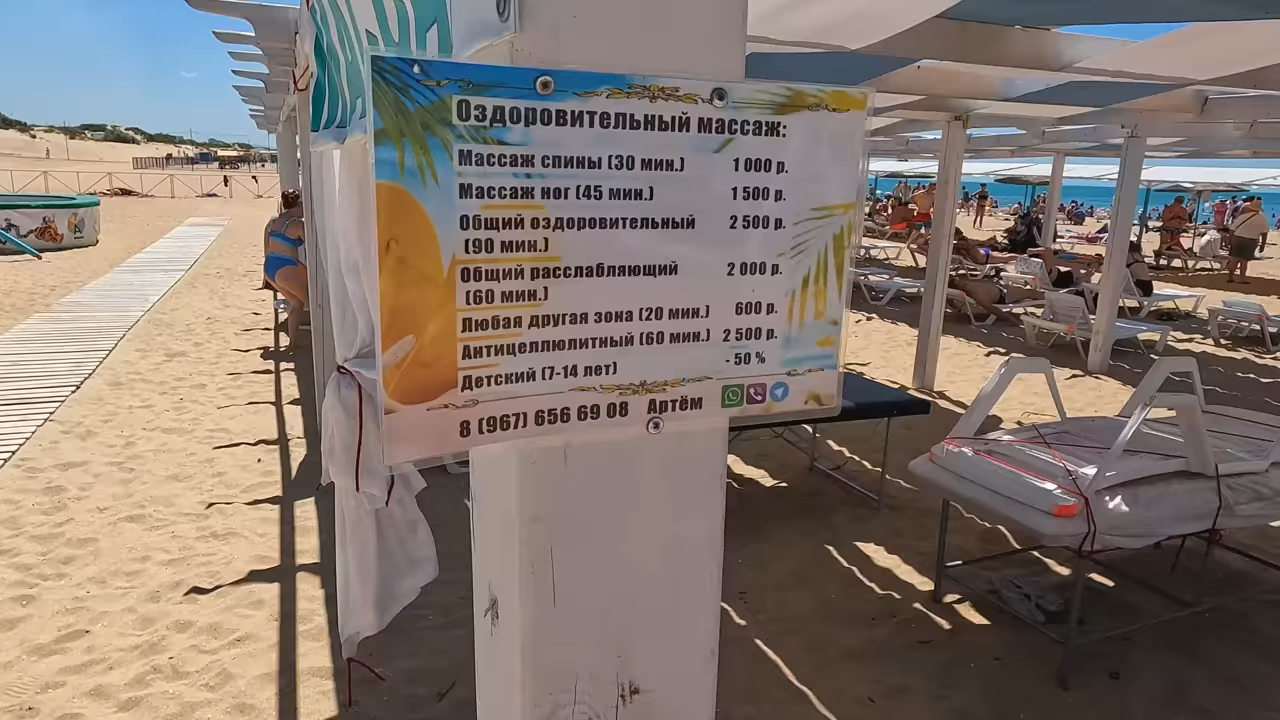 Оздоровительный массаж:
Массаж спины (30 мин.) 1 000 р.
Массаж ног (45 мин.) 1 500 р.
Общий оздоровительный 2 500 р.
(90 мин.)
Общий расслабляющий 2 000 р.
(60 мин.)
Любая другая зона (20 мин.) 600 р.
Антицеллюлитный (60 мин.) 2 500 р.
Детский (7-14 лет) - 50 %
8 (967) 656 69 08 Артём